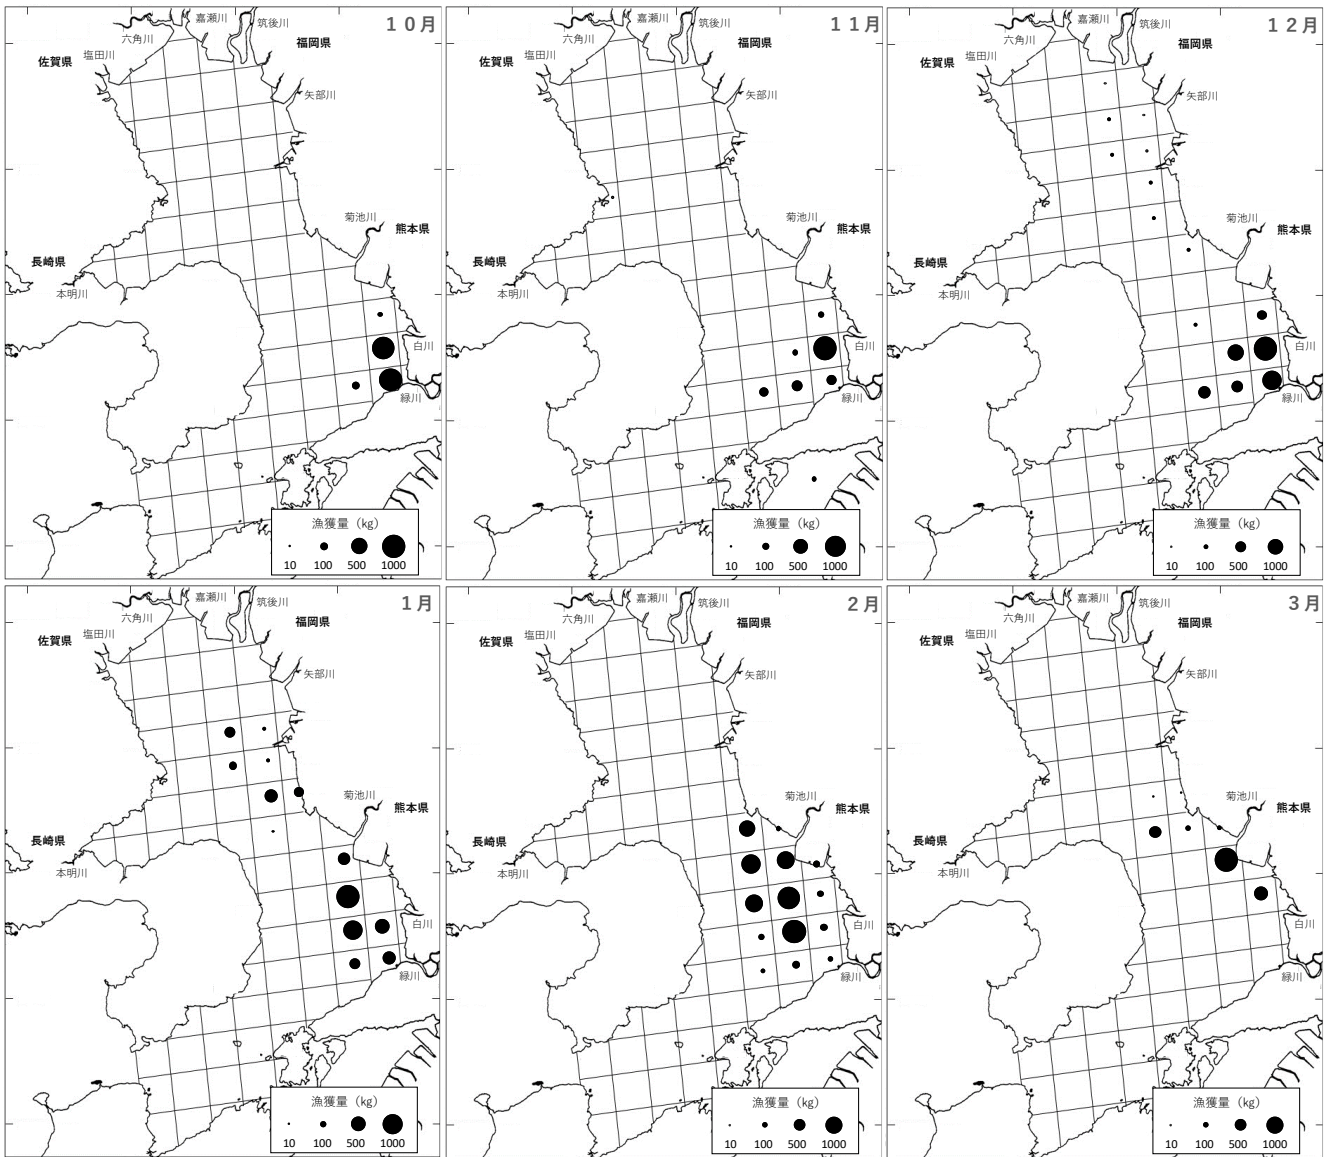 10月
嘉瀬川
筑後川
六角川
福岡県
塩田川
佐賀県
矢部川
菊池川
熊本県
長崎県
本明川
白川
緑川
漁獲量（kg）
10 100 500 1000
11月
嘉瀬川
筑後川
六角川
福岡県
塩田川
佐賀県
矢部川
菊池川
熊本県
長崎県
本明川
白川
緑川
漁獲量（kg）
10 100 500 1000
12月
嘉瀬川
筑後川
六角川
福岡県
塩田川
佐賀県
矢部川
菊池川
熊本県
長崎県
本明川
白川
緑川
漁獲量（kg）
10 100 500 1000
1月
嘉瀬川
筑後川
六角川
福岡県
塩田川
佐賀県
矢部川
菊池川
熊本県
長崎県
本明川
白川
緑川
漁獲量（kg）
10 100 500 1000
2月
嘉瀬川
筑後川
六角川
福岡県
塩田川
佐賀県
矢部川
菊池川
熊本県
長崎県
本明川
白川
緑川
漁獲量（kg）
10 100 500 1000
3月
嘉瀬川
筑後川
六角川
福岡県
塩田川
佐賀県
矢部川
菊池川
熊本県
長崎県
本明川
白川
緑川
漁獲量（kg）
10 100 500 1000